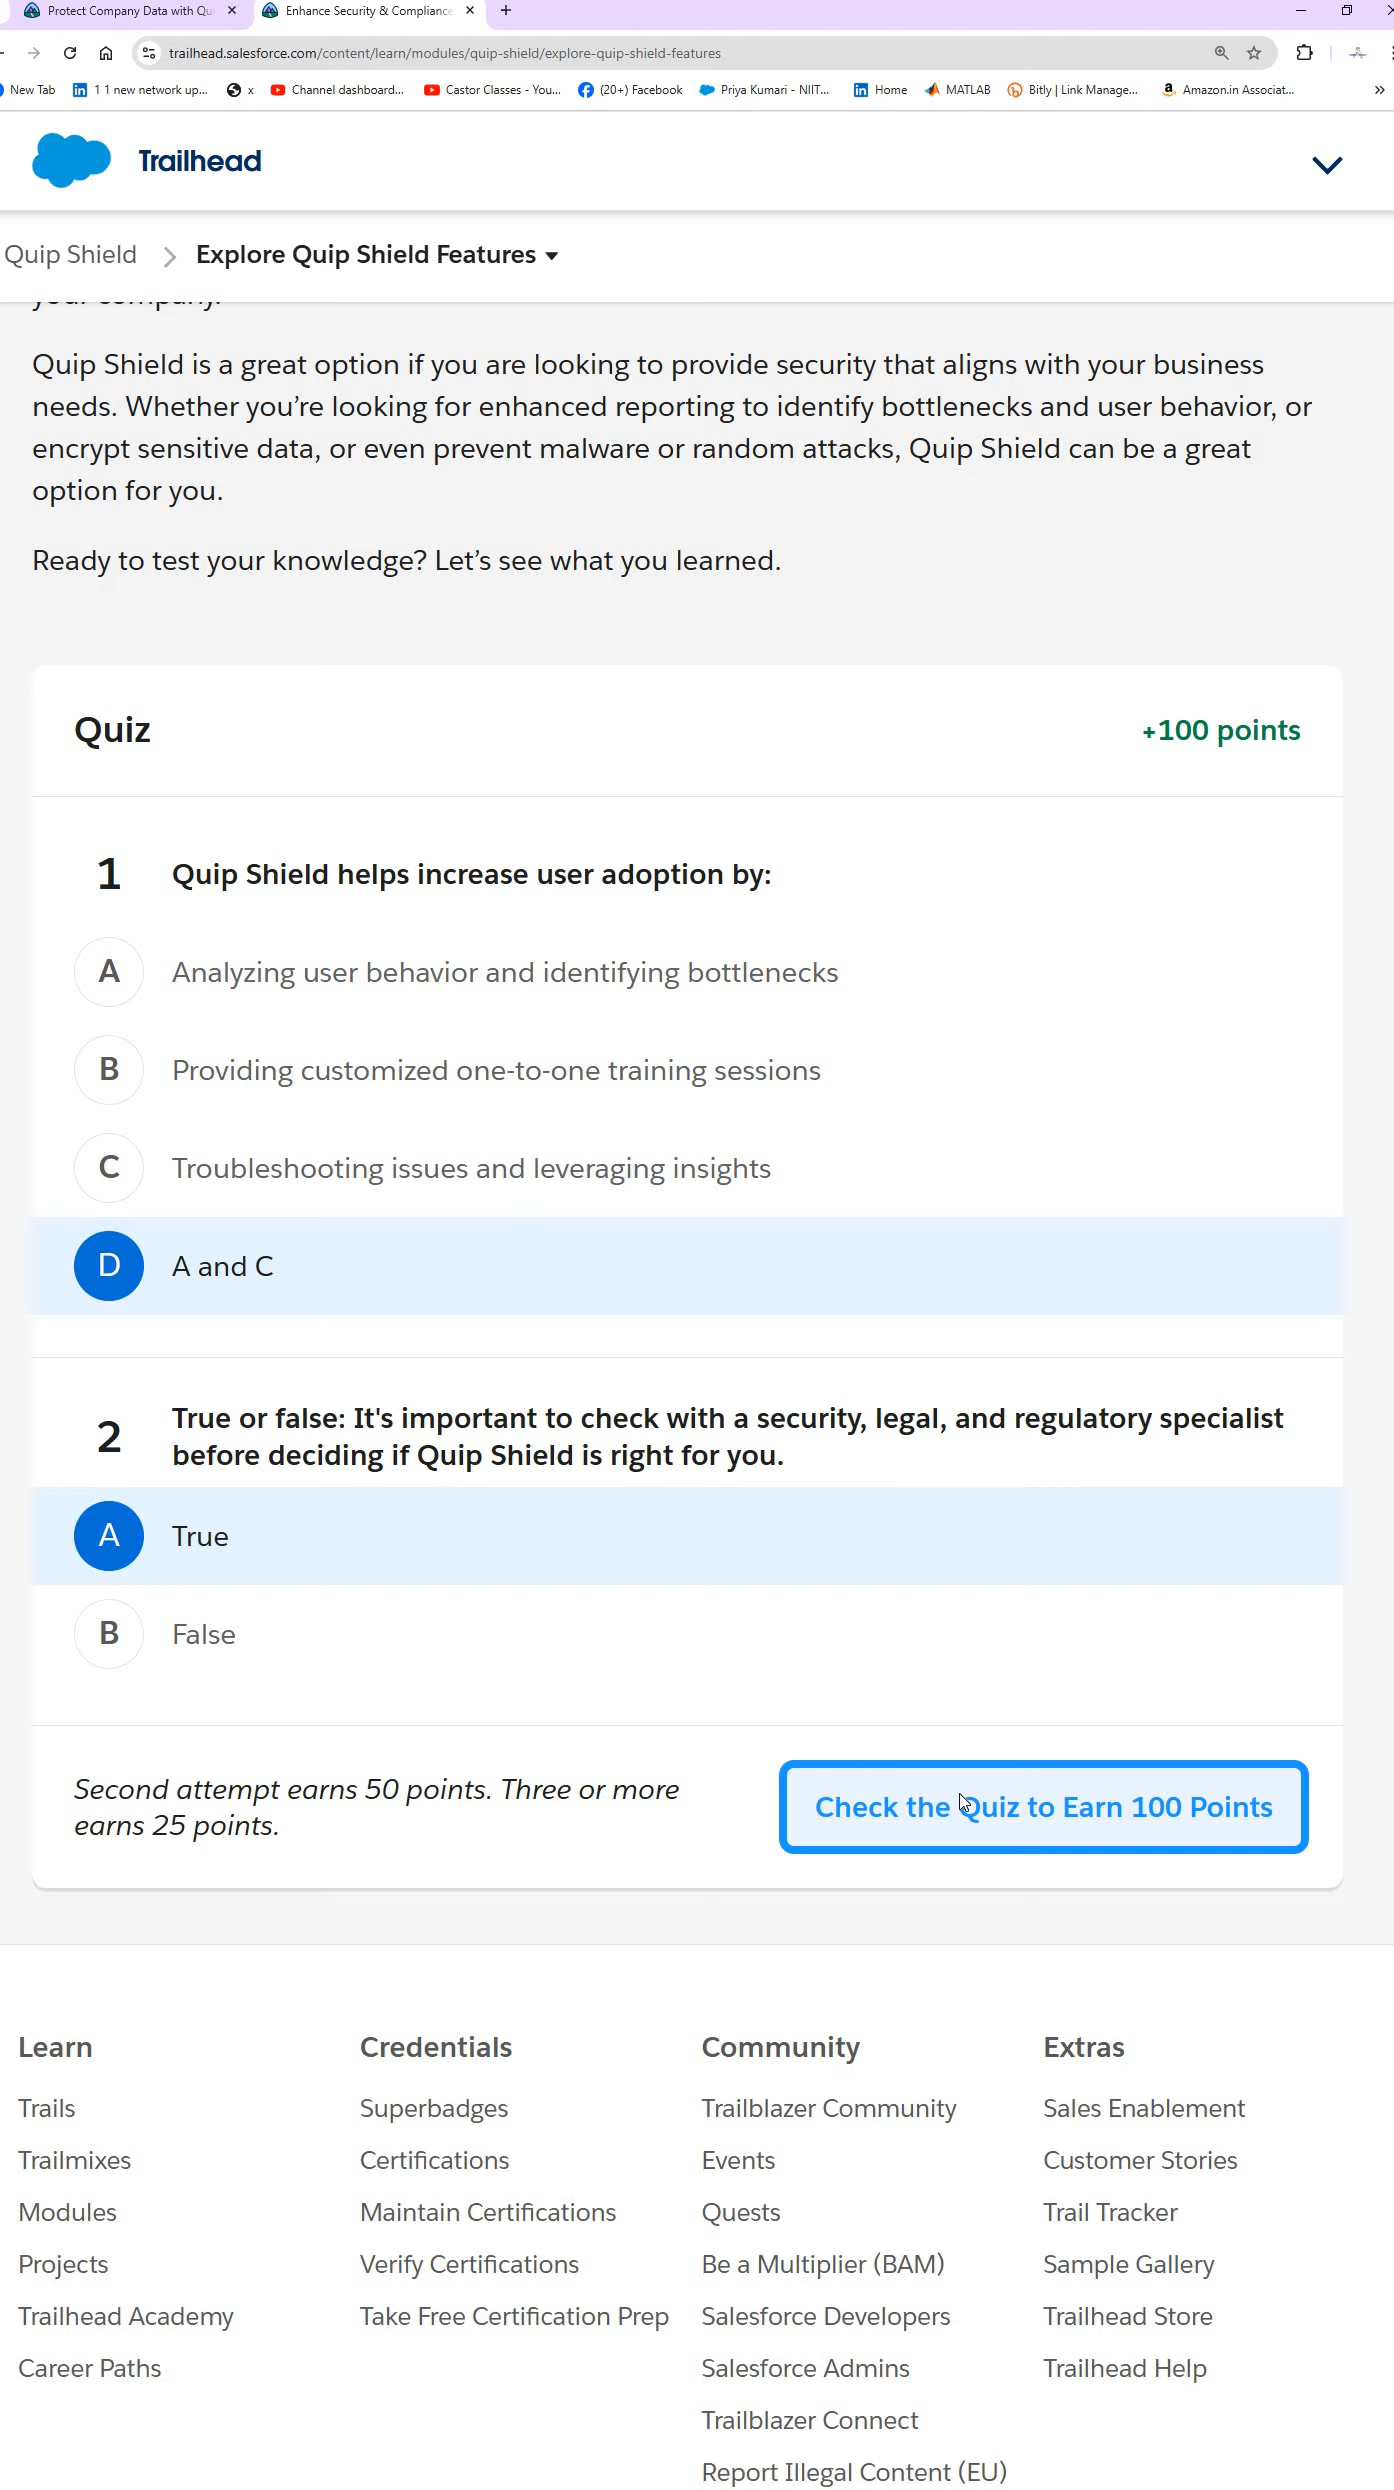 Protect Company Data with Qu
Enhance Security & Compliance
trailhead.salesforce.com/content/learn/modules/quip-shield/explore-quip-shield-features
New Tab
1 1 new network up...
x
Channel dashboard...
Castor Classes - You...
(20+) Facebook
Priya Kumari - NIIT...
Home
MATLAB
Bitly | Link Manage...
Amazon.in Associat...
»
Trailhead
Quip Shield
Explore Quip Shield Features
your company.
Quip Shield is a great option if you are looking to provide security that aligns with your business
needs. Whether you’re looking for enhanced reporting to identify bottlenecks and user behavior, or
encrypt sensitive data, or even prevent malware or random attacks, Quip Shield can be a great
option for you.
Ready to test your knowledge? Let’s see what you learned.
Quiz
+100 points
1 Quip Shield helps increase user adoption by:
A Analyzing user behavior and identifying bottlenecks
B Providing customized one-to-one training sessions
C Troubleshooting issues and leveraging insights
D A and C
2 True or false: It's important to check with a security, legal, and regulatory specialist
before deciding if Quip Shield is right for you.
A True
B False
Second attempt earns 50 points. Three or more
earns 25 points.
Check the Quiz to Earn 100 Points
Learn
Trails
Trailmixes
Modules
Projects
Trailhead Academy
Career Paths
Credentials
Superbadges
Certifications
Maintain Certifications
Verify Certifications
Take Free Certification Prep
Community
Trailblazer Community
Events
Quests
Be a Multiplier (BAM)
Salesforce Developers
Salesforce Admins
Trailblazer Connect
Report Illegal Content (EU)
Extras
Sales Enablement
Customer Stories
Trail Tracker
Sample Gallery
Trailhead Store
Trailhead Help